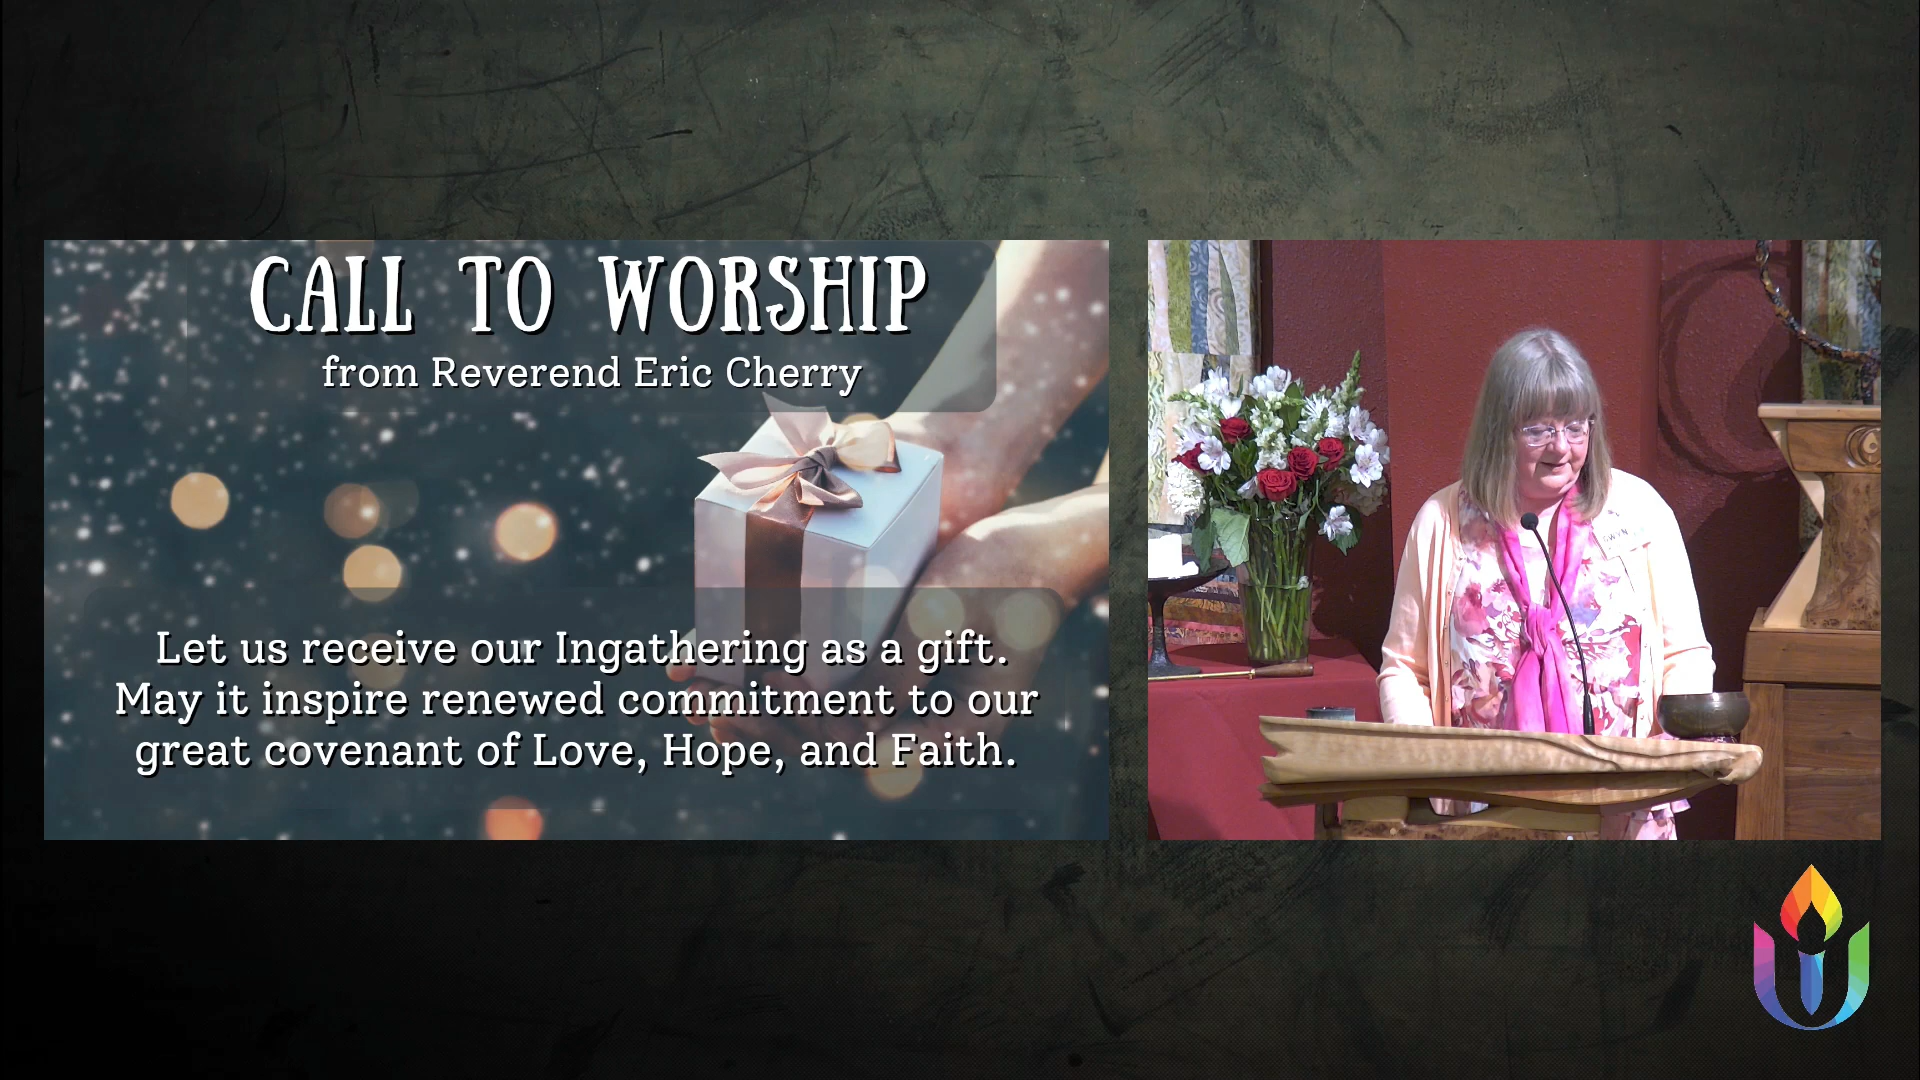 CALL TO WORSHIP
from Reverend Eric Cherry
Let us receive our Ingathering as a gift.
May it inspire renewed commitment to our
great covenant of Love, Hope, and Faith.